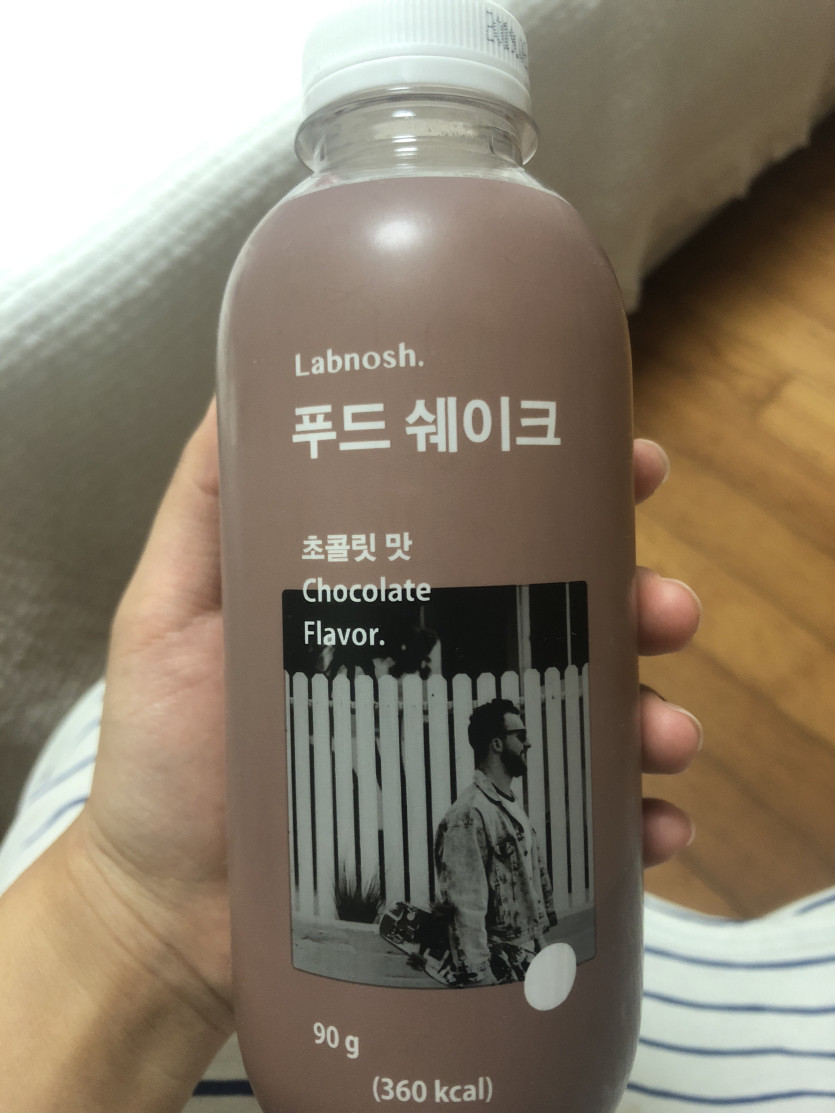 Labnosh.
푸드 쉐이크
초콜릿 맛
Chocolate
Flavor.
90 g
(360 kcal)